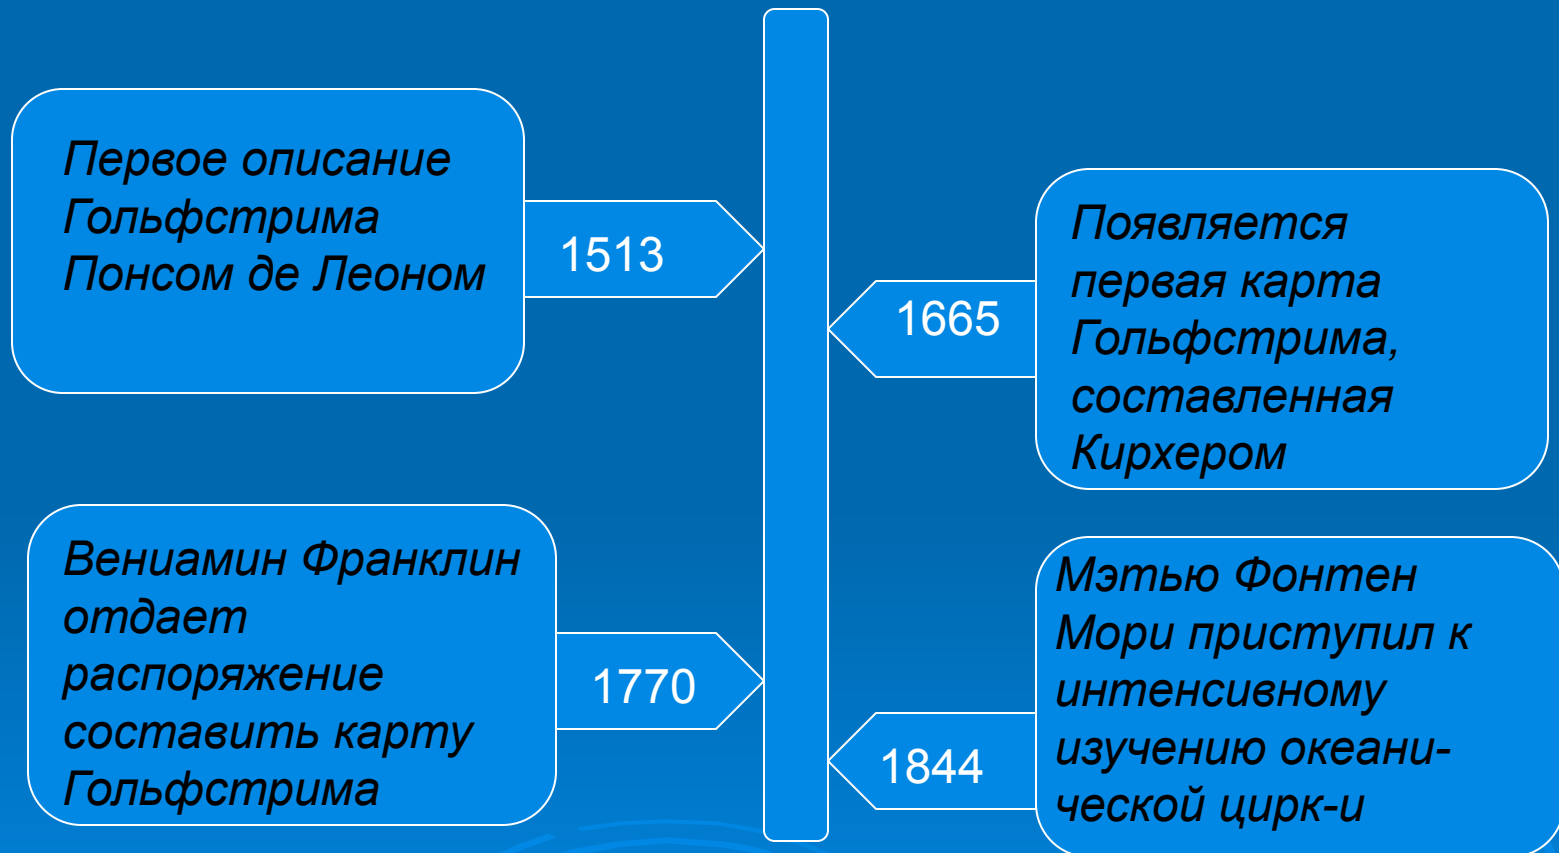 Первое описание
Гольфстрима
Понсом де Леоном
1513
Появляется
первая карта
Гольфстрима,
составленная
Кирхером
1665
Вениамин Франклин
отдает
распоряжение
составить карту
Гольфстрима
1770
Мэтью Фонтен
Мори приступил к
интенсивному
изучению океани-
ческой цирк-и
1844